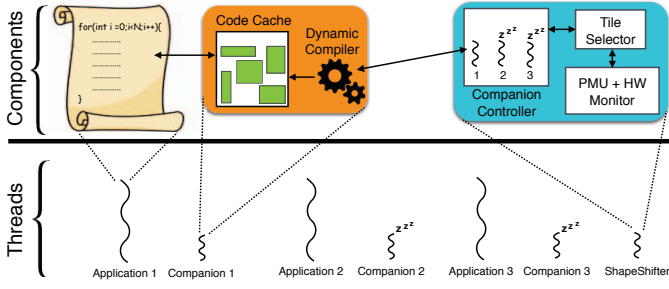 Components
for(int i =0;i<N;i++){
..............
..............
..............
..............
..............
}
Code Cache
Dynamic
Compiler
z z z
z z z
1
2
3
Companion
Controller
Tile
Selector
PMU + HW
Monitor
Threads
Application 1
Companion 1
Application 2
z z z
Companion 2
Application 3
z z z
Companion 3
ShapeShifter